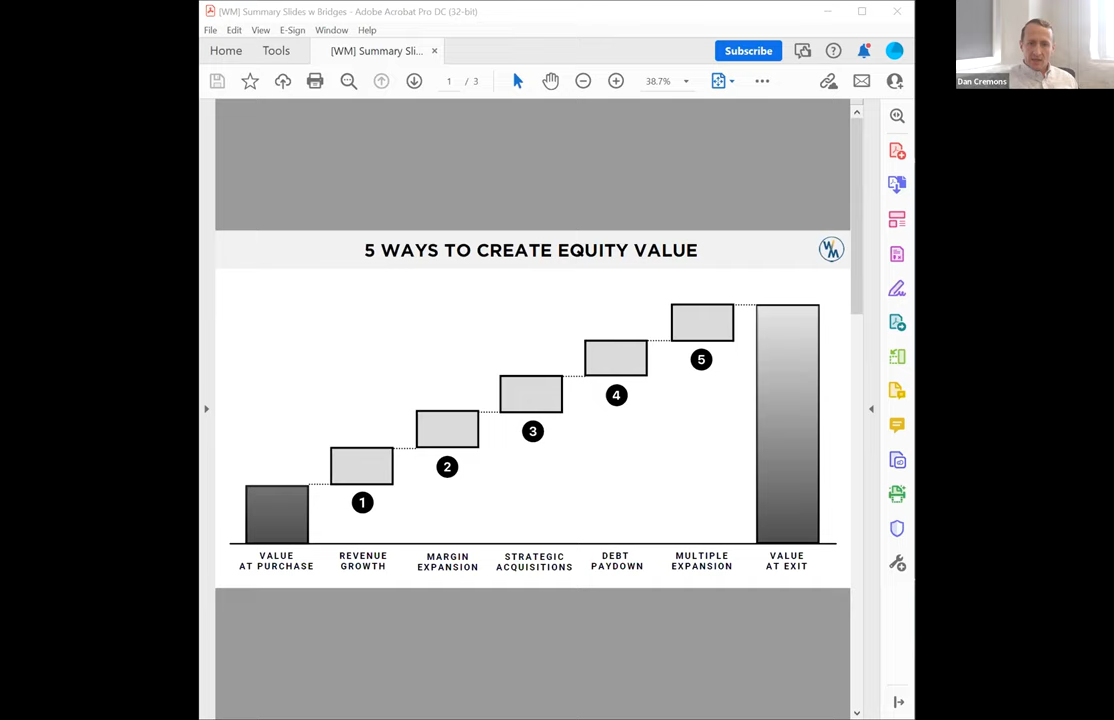 [WM] Summary Slides w Bridges - Adobe Acrobat Pro DC (32-bit)
File Edit View E-Sign Window Help
Home Tools [WM] Summary Sli... × Subscribe
1 / 3 38.7%
Dan Cremons
5 WAYS TO CREATE EQUITY VALUE
WM
1
2
3
4
5
VALUE
AT PURCHASE
REVENUE
GROWTH
MARGIN
EXPANSION
STRATEGIC
ACQUISITIONS
DEBT
PAYDOWN
MULTIPLE
EXPANSION
VALUE
AT EXIT